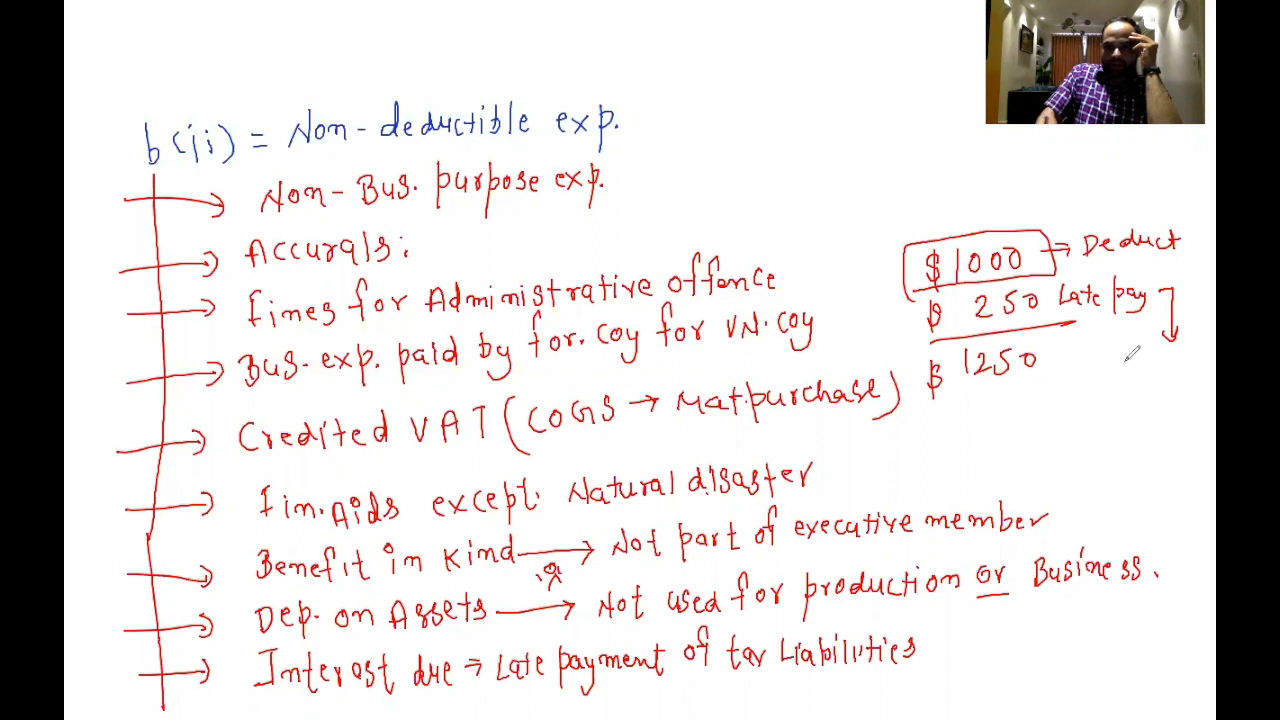 b(ii) = Non-deductible exp.
Non-Bus. purpose exp.
Accurals:
Fines for Administrative offence
Bus. exp. paid by for. coy for VN. coy
Credited VAT (COGS → Mat. purchase)
Fin. Aids except. Natural disaster
Benefit in Kind → Not part of executive member
Dep. on Assets → Not used for production or Business.
Interest due → Late payment of tax Liabilities
$1000 → Deduct
$ 250 Late pay
$ 1250